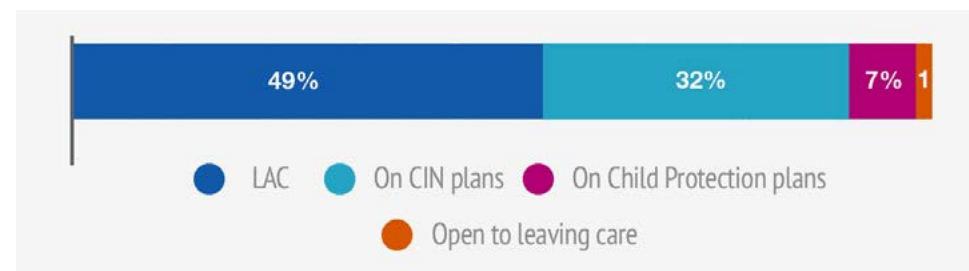 49% 32% 7% 1
LAC On CIN plans On Child Protection plans
Open to leaving care